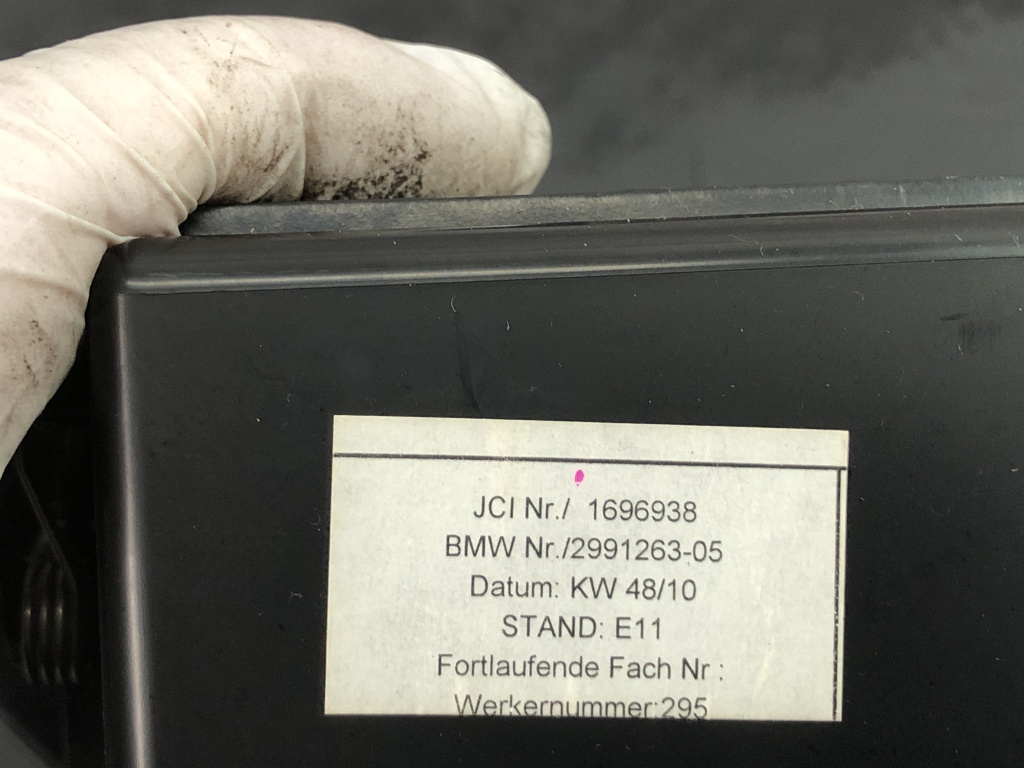 JCI Nr./ 1696938
BMW Nr./2991263-05
Datum: KW 48/10
STAND: E11
Fortlaufende Fach Nr :
Werkernummer:295